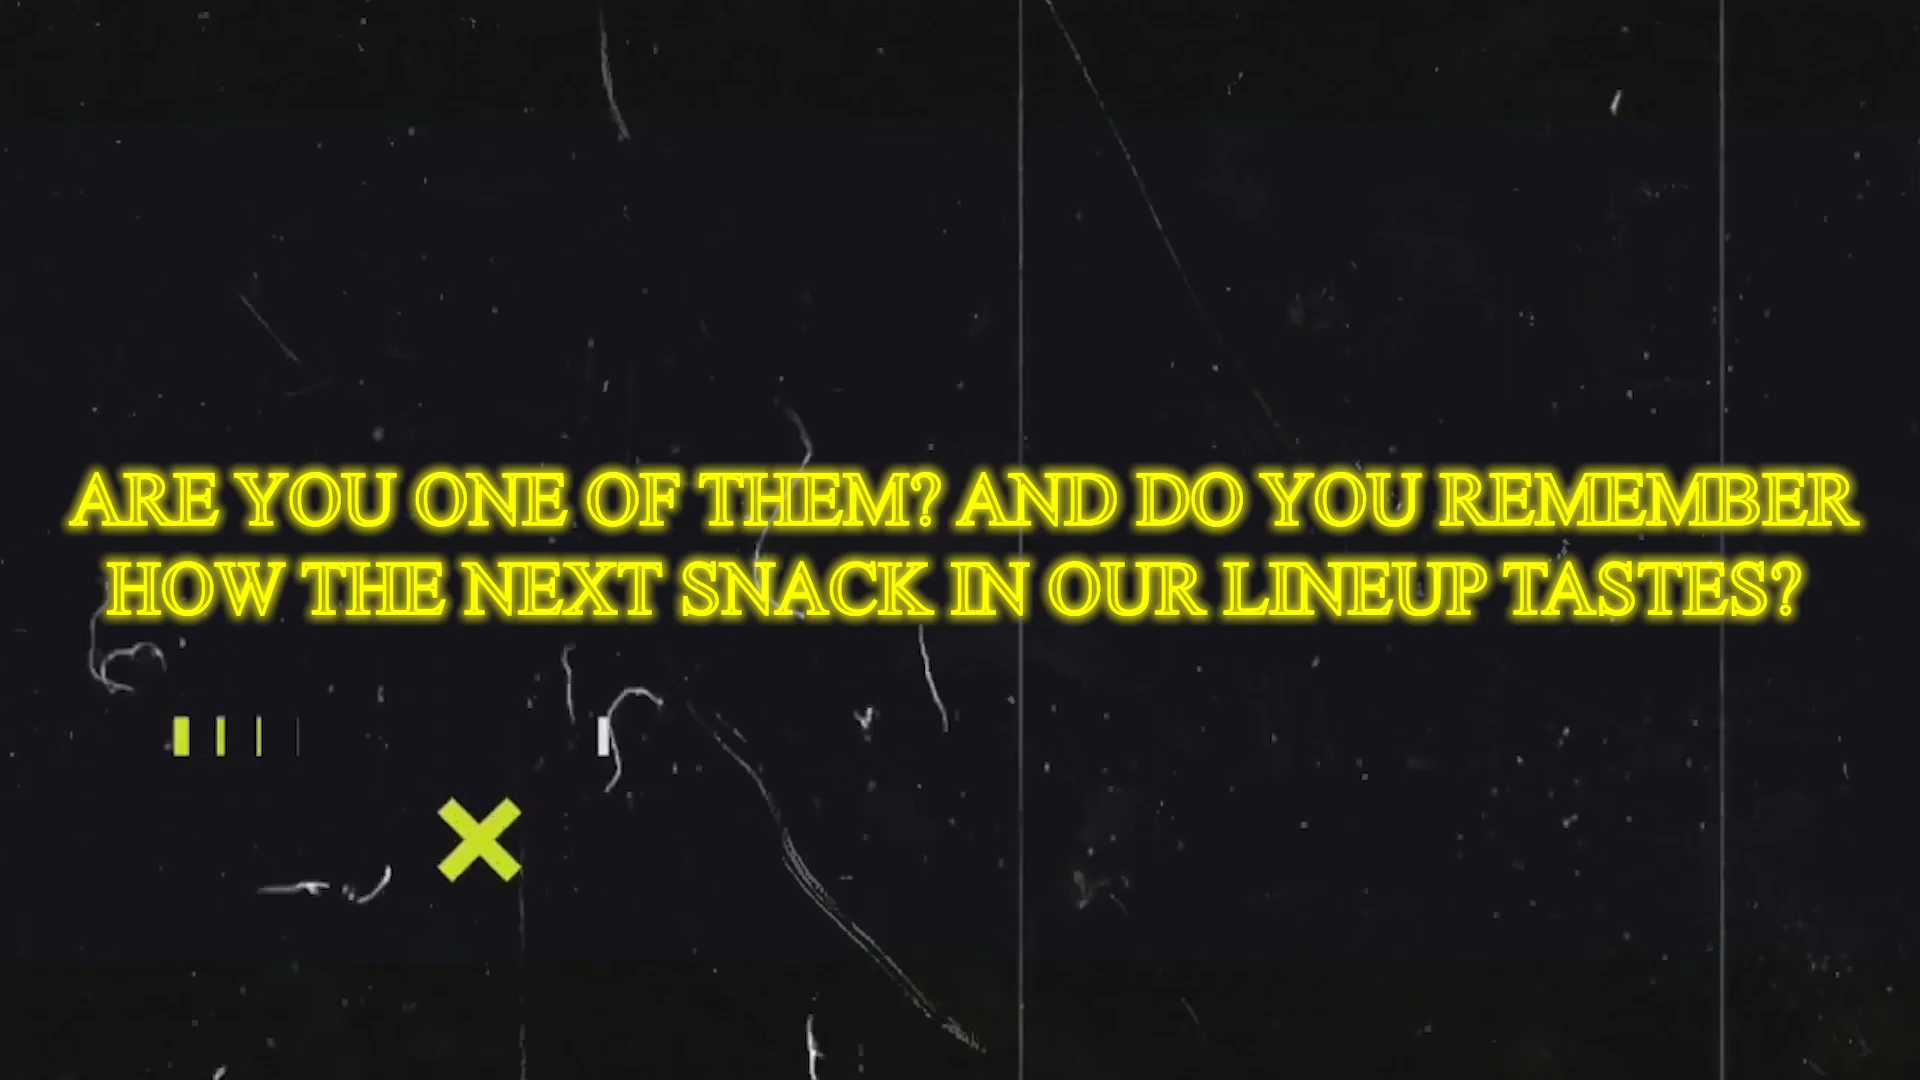 ARE YOU ONE OF THEM? AND DO YOU REMEMBER
HOW THE NEXT SNACK IN OUR LINEUP TASTES?